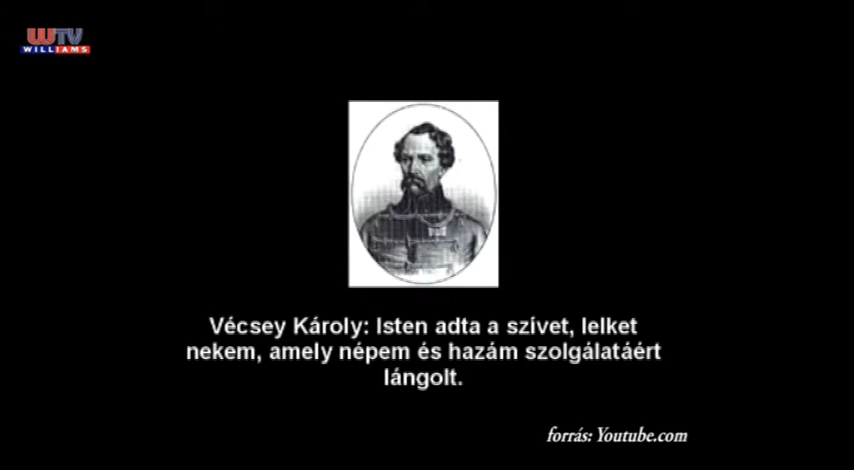 WTV
WILLIAMS
Vécsey Károly: Isten adta a szívet, lelket
nekem, amely népem és hazám szolgálatáért
lángolt.
forrás: Youtube.com